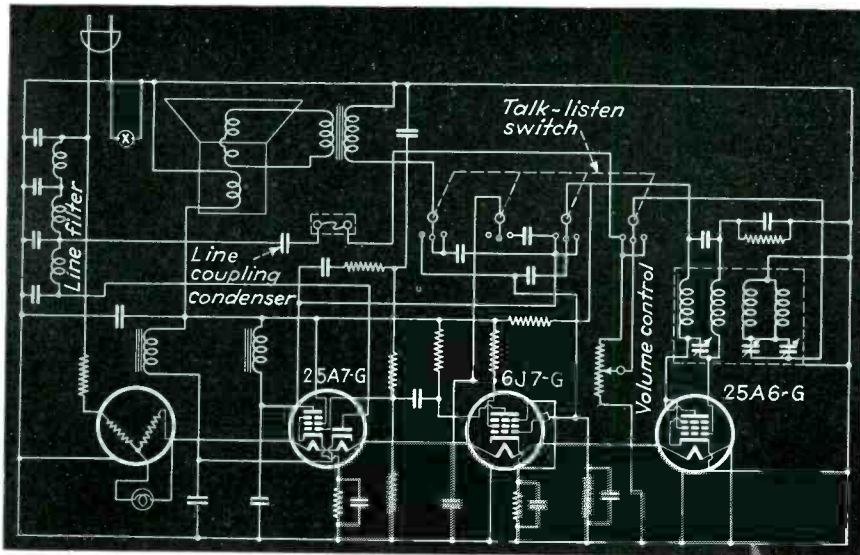 Talk-listen
switch
Line filter
Line
coupling
condenser
Volume control
25A7-G
6J7-G
25A6-G
X